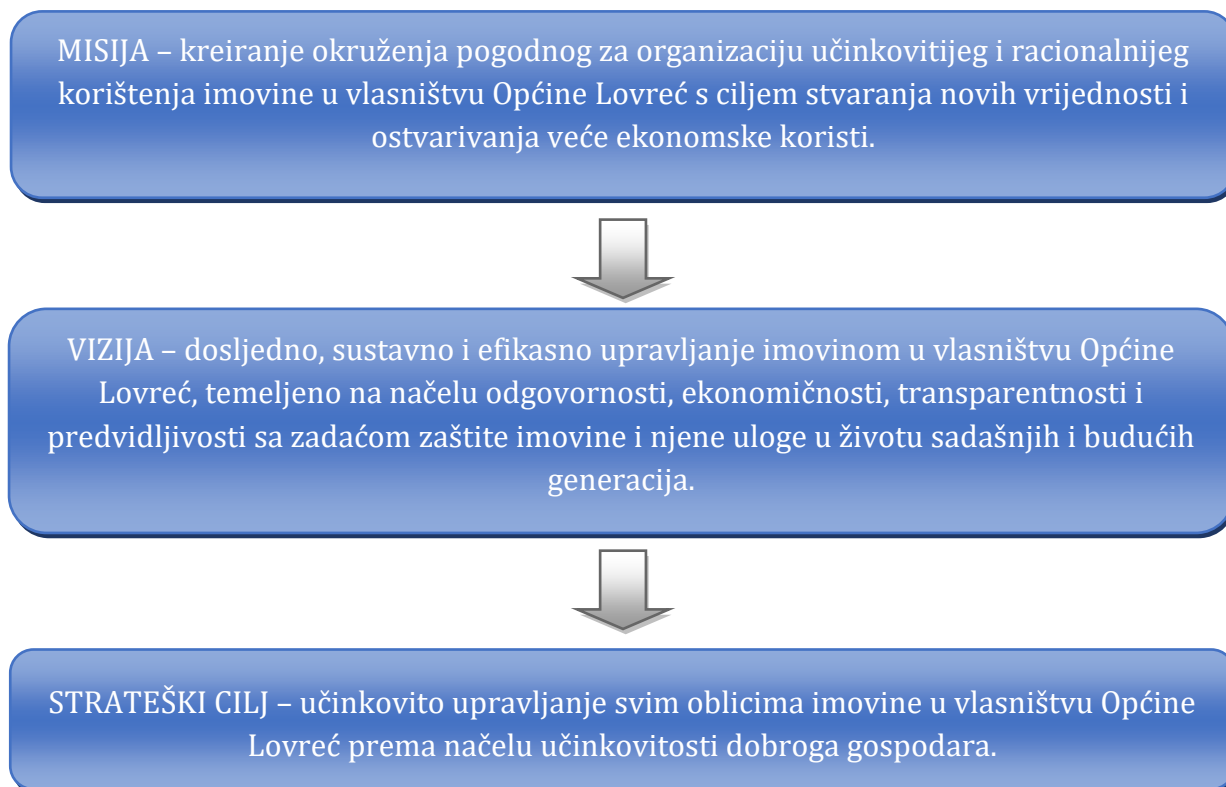 MISIJA – kreiranje okruženja pogodnog za organizaciju učinkovitijeg i racionalnijeg
korištenja imovine u vlasništvu Općine Lovreć s ciljem stvaranja novih vrijednosti i
ostvarivanja veće ekonomske koristi.
VIZIJA – dosljedno, sustavno i efikasno upravljanje imovinom u vlasništvu Općine
Lovreć, temeljeno na načelu odgovornosti, ekonomičnosti, transparentnosti i
predvidljivosti sa zadaćom zaštite imovine i njene uloge u životu sadašnjih i budućih
generacija.
STRATEŠKI CILJ – učinkovito upravljanje svim oblicima imovine u vlasništvu Općine
Lovreć prema načelu učinkovitosti dobroga gospodara.